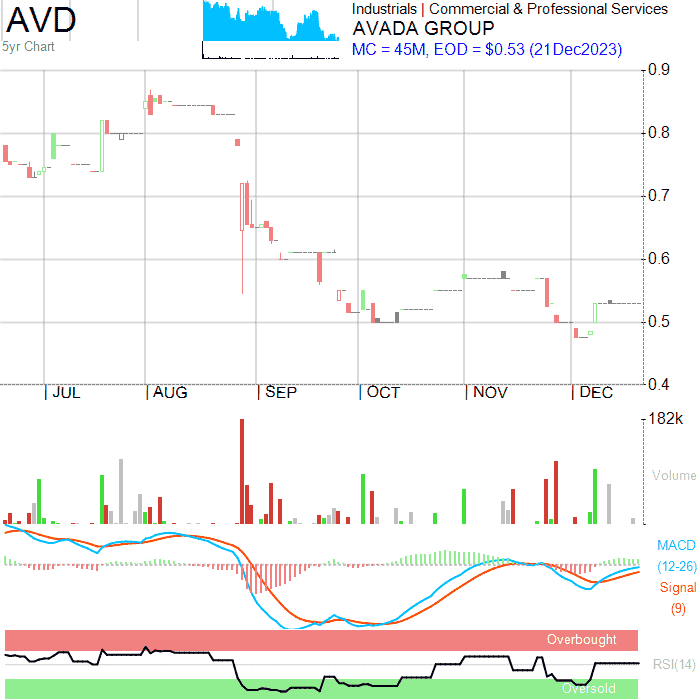 AVD
5yr Chart
Industrials | Commercial & Professional Services
AVADA GROUP
MC = 45M, EOD = $0.53 (21Dec2023)
0.9
0.8
0.7
0.6
0.5
0.4
JUL
AUG
SEP
OCT
NOV
DEC
182k
Volume
MACD
(12-26)
Signal
(9)
Overbought
RSI(14)
Oversold